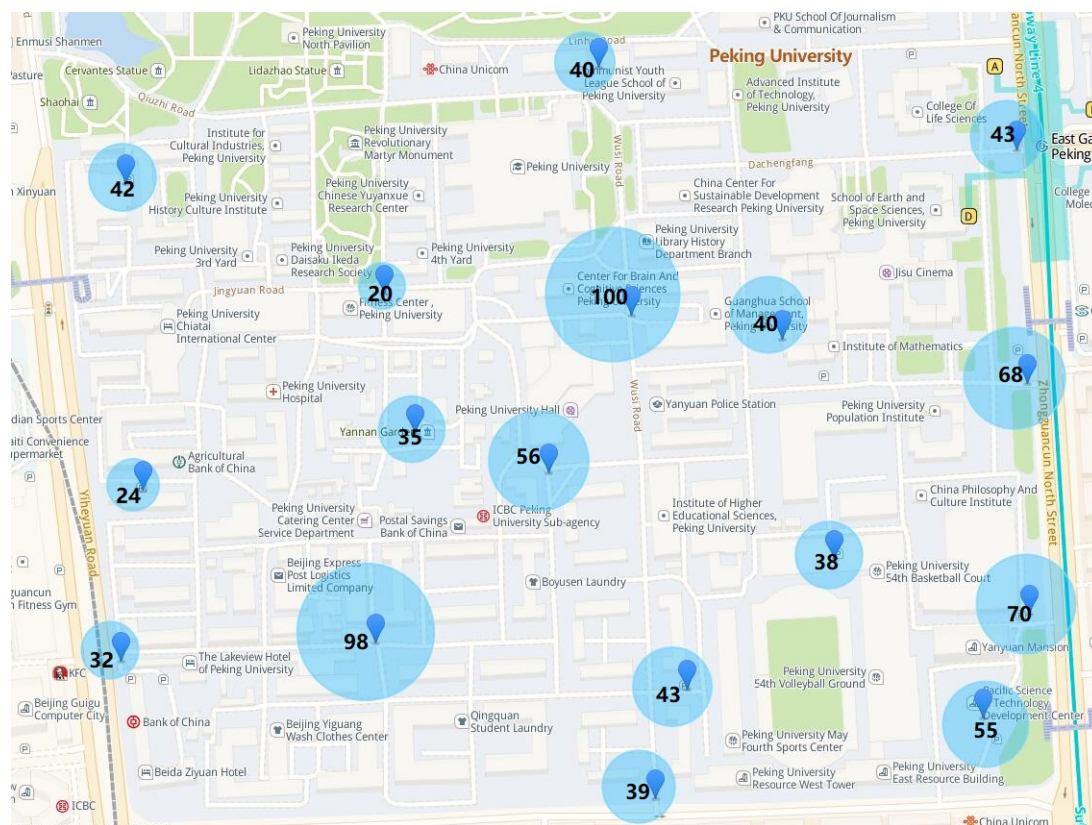 PKU School Of Journalism
& Communication
Enmusi Shanmen
Peking University
North Pavilion
Linhu Road
Peking University
Cervantes Statue
Lidazhao Statue
China Unicom
40
Communist Youth
League School of
Peking University
Advanced Institute
of Technology,
Peking University
A
Shaohai
Qiuzhi Road
College Of
Life Sciences
43
Institute for
Cultural Industries,
Peking University
Peking University
Revolutionary
Martyr Monument
Wusi Road
Dachengfang
Peking University
42
Peking University
History Culture Institute
Peking University
Chinese Yuyanxue
Research Center
China Center For
Sustainable Development
Research Peking University
School of Earth and
Space Sciences,
Peking University
D
Peking University
3rd Yard
Peking University
Daisaku Ikeda
Research Society
Peking University
4th Yard
Peking University
Library History
Department Branch
Jisu Cinema
Jingyuan Road
20
Fitness Center ,
Peking University
Center For Brain And
Cognitive Sciences
Peking University
100
Guanghua School
of Management,
Peking University
40
Peking University
Chiatai
International Center
Institute of Mathematics
68
Peking University
Hospital
Wusi Road
Peking University Hall
Yanyuan Police Station
Peking University
Population Institute
Zhongguancun North Street
Yannan Garden
35
56
Agricultural
Bank of China
24
Yiheyuan Road
Peking University
Catering Center
Service Department
Postal Savings
Bank of China
ICBC Peking
University Sub-agency
Institute of Higher
Educational Sciences,
Peking University
China Philosophy And
Culture Institute
38
Peking University
54th Basketball Court
Beijing Express
Post Logistics
Limited Company
Boyusen Laundry
Fitness Gym
98
70
Yanyuan Mansion
32
KFC
The Lakeview Hotel
of Peking University
43
Peking University
54th Volleyball Ground
Pacific Science
Technology
Development Center
55
Beijing Guigu
Computer City
Bank of China
Beijing Yiguang
Wash Clothes Center
Qingquan
Student Laundry
Peking University May
Fourth Sports Center
Beida Ziyuan Hotel
39
Peking University
Resource West Tower
Peking University
East Resource Building
ICBC
China Unicom